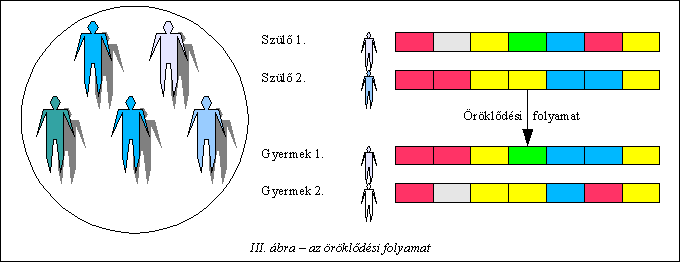 Szülő 1.
Szülő 2.
Öröklődési folyamat
Gyermek 1.
Gyermek 2.
III. ábra – az öröklődési folyamat